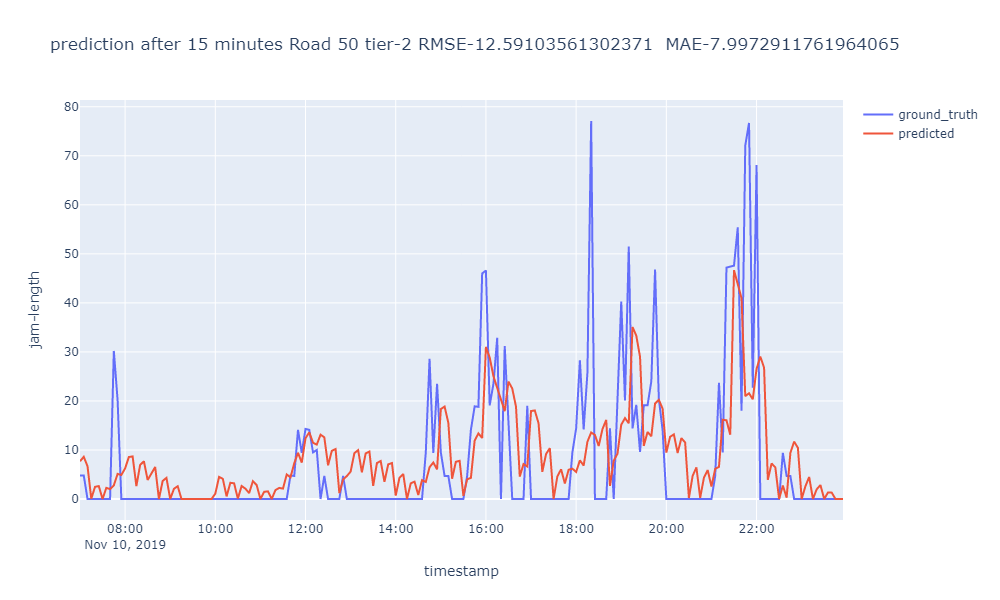 prediction after 15 minutes Road 50 tier-2 RMSE-12.59103561302371  MAE-7.9972911761964065
ground_truth
predicted
80
70
60
50
40
30
20
10
0
jam-length
08:00 10:00 12:00 14:00 16:00 18:00 20:00 22:00
Nov 10, 2019
timestamp